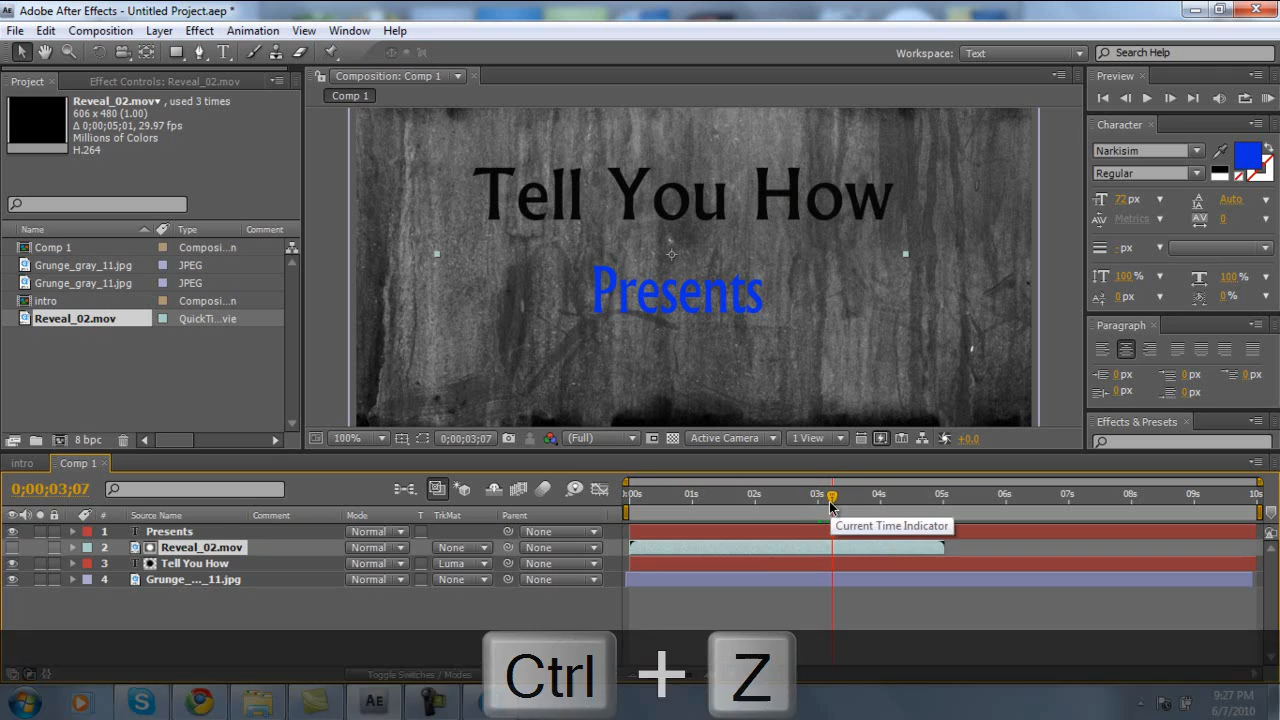 Adobe After Effects - Untitled Project.aep *
File Edit Composition Layer Effect Animation View Window Help
Workspace: Text Search Help
Project Effect Controls: Reveal_02.mov
Reveal_02.mov▾ , used 3 times
606 x 480 (1.00)
Δ 0;00;05;01, 29.97 fps
Millions of Colors
H.264
Name Type Comment
Comp 1 Composi...n
Grunge_gray_11.jpg JPEG
Grunge_gray_11.jpg JPEG
intro Composi...n
Reveal_02.mov QuickTi...vie
8 bpc
Composition: Comp 1
Comp 1
Tell You How
Presents
100% 0;00;03;07 (Full) Active Camera 1 View +0.0
Preview
Character
Narkisim
Regular
72 px Auto
Metrics 0
- px
100% 100%
0 px 0%
Paragraph
0 px 0 px 0 px
0 px 0 px
Effects & Presets
intro Comp 1
0;00;03;07
:00s 01s 02s 03s 04s 05s 06s 07s 08s 09s 10s
# Source Name Comment Mode T TrkMat Parent
1 T Presents Normal None
2 Reveal_02.mov Normal None None
3 T Tell You How Normal Luma None
4 Grunge_..._11.jpg Normal None None
Current Time Indicator
Toggle Switches / Modes
Ctrl + Z
Ae
9:27 PM
6/7/2010